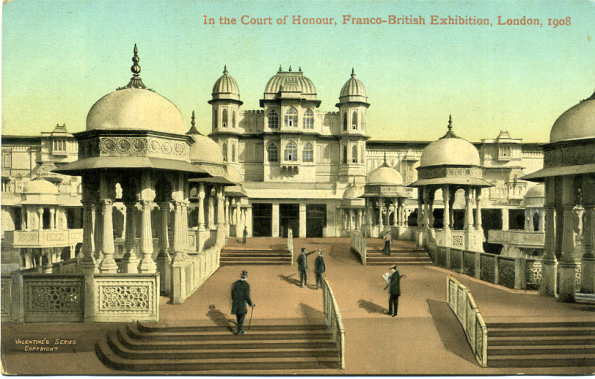 In the Court of Honour, Franco-British Exhibition, London, 1908
VALENTINE'S SERIES
COPYRIGHT.